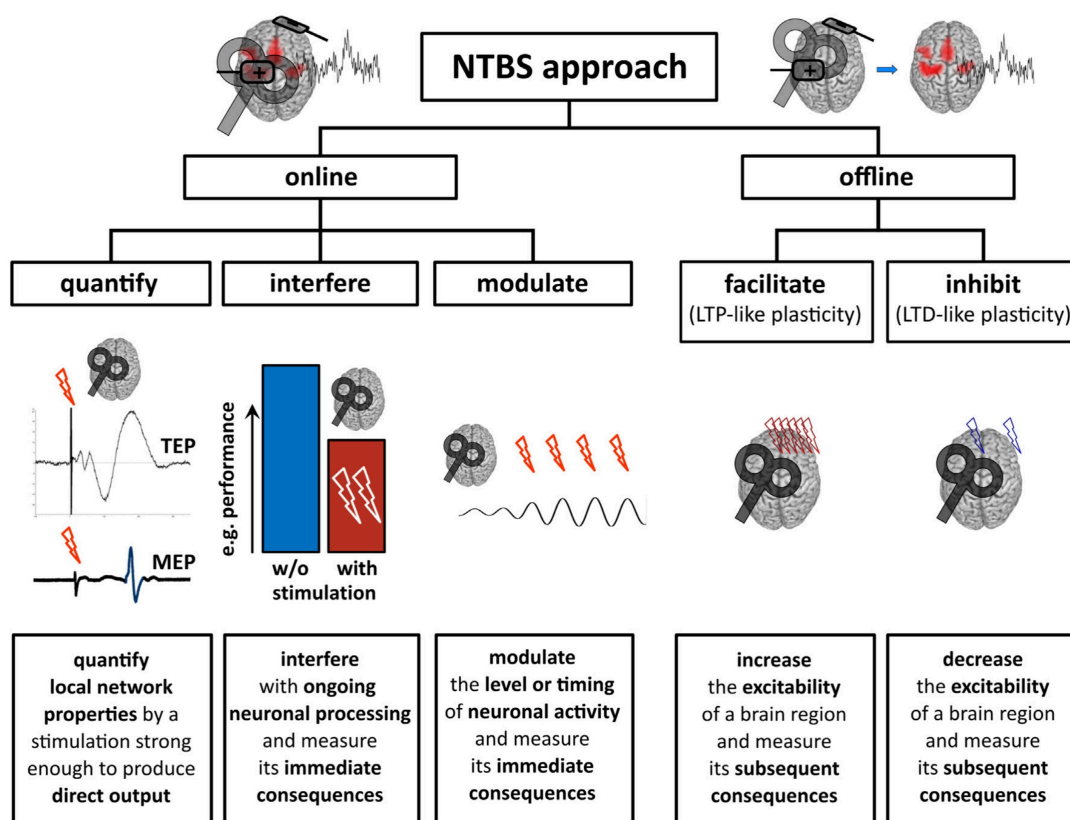 NTBS approach
online
offline
quantify
interfere
modulate
facilitate
(LTP-like plasticity)
inhibit
(LTD-like plasticity)
TEP
MEP
e.g. performance
w/o
with
stimulation
quantify
local network
properties by a
stimulation strong
enough to produce
direct output
interfere
with ongoing
neuronal processing
and measure
its immediate
consequences
modulate
the level or timing
of neuronal activity
and measure
its immediate
consequences
increase
the excitability
of a brain region
and measure
its subsequent
consequences
decrease
the excitability
of a brain region
and measure
its subsequent
consequences